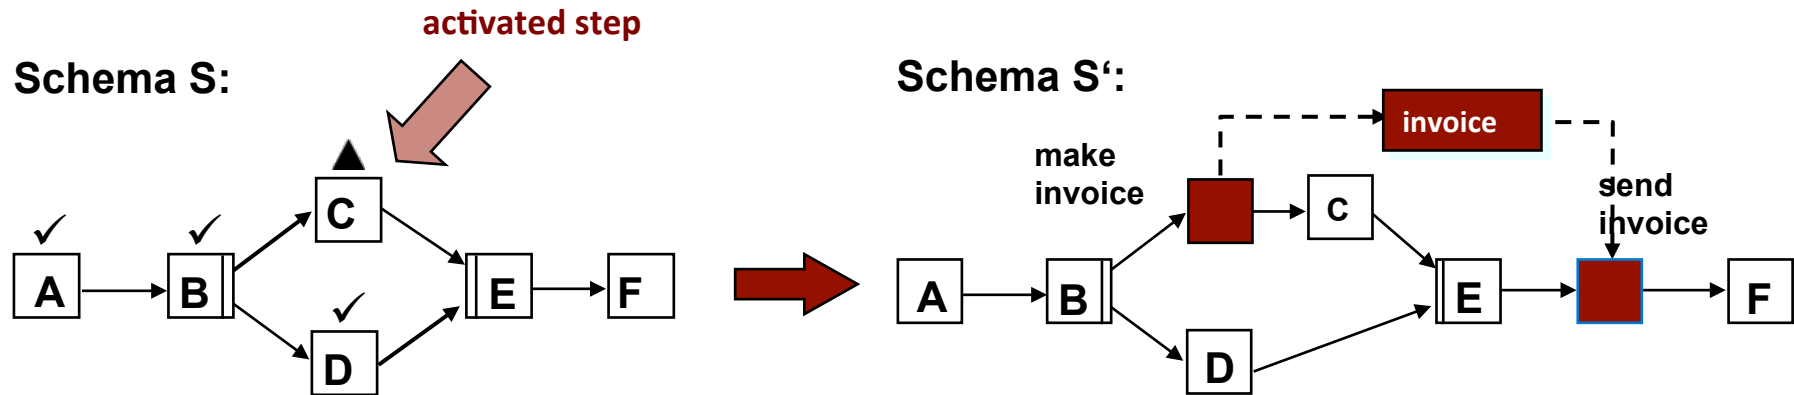 activated step
Schema S:
Schema S‘:
invoice
make
invoice
send
invoice
C
A
B
E
F
D
C
A
B
E
F
D